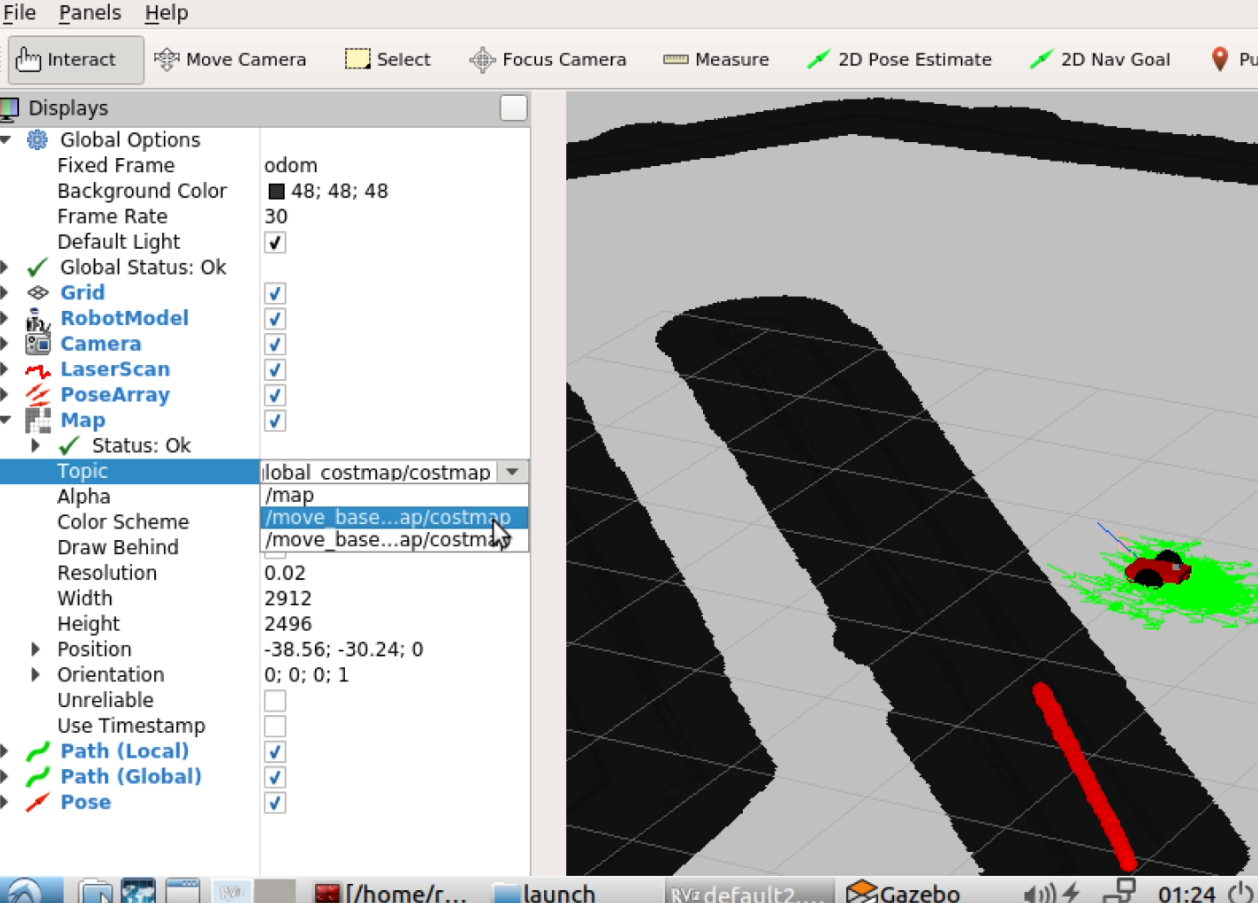 File Panels Help
Interact Move Camera Select Focus Camera Measure 2D Pose Estimate 2D Nav Goal Pu
Displays
Global Options
Fixed Frame odom
Background Color 48; 48; 48
Frame Rate 30
Default Light
Global Status: Ok
Grid
RobotModel
Camera
LaserScan
PoseArray
Map
Status: Ok
Topic lobal_costmap/costmap
Alpha /map
Color Scheme /move_base...ap/costmap
Draw Behind /move_base...ap/costmap
Resolution 0.02
Width 2912
Height 2496
Position -38.56; -30.24; 0
Orientation 0; 0; 0; 1
Unreliable
Use Timestamp
Path (Local)
Path (Global)
Pose
[/home/r... launch RViz default2.... Gazebo 01:24